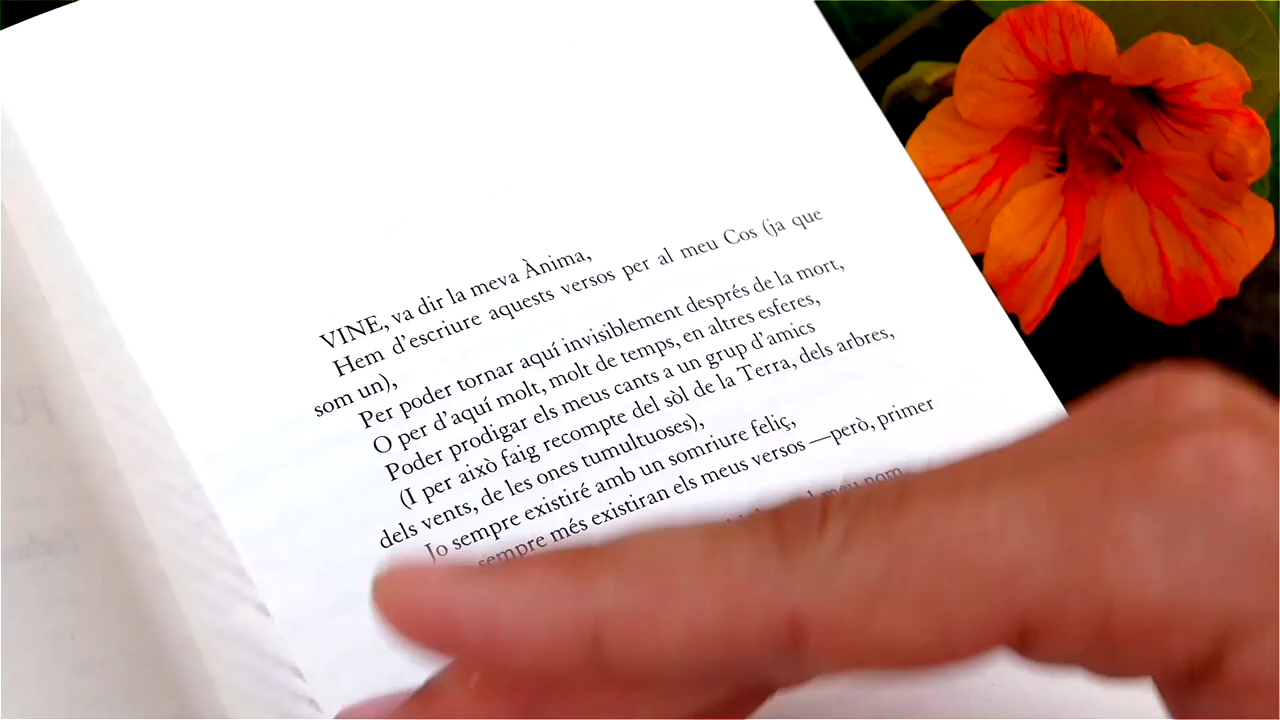 VINE, va dir la meva Ànima,
Hem d'escriure aquests versos per al meu Cos (ja que
som un),
Per poder tornar aquí invisiblement després de la mort,
O per d'aquí molt, molt de temps, en altres esferes,
Poder prodigar els meus cants a un grup d'amics
(I per això faig recompte del sòl de la Terra, dels arbres,
dels vents, de les ones tumultuoses),
Jo sempre existiré amb un somriure feliç,
sempre més existiran els meus versos —però, primer
al meu nom